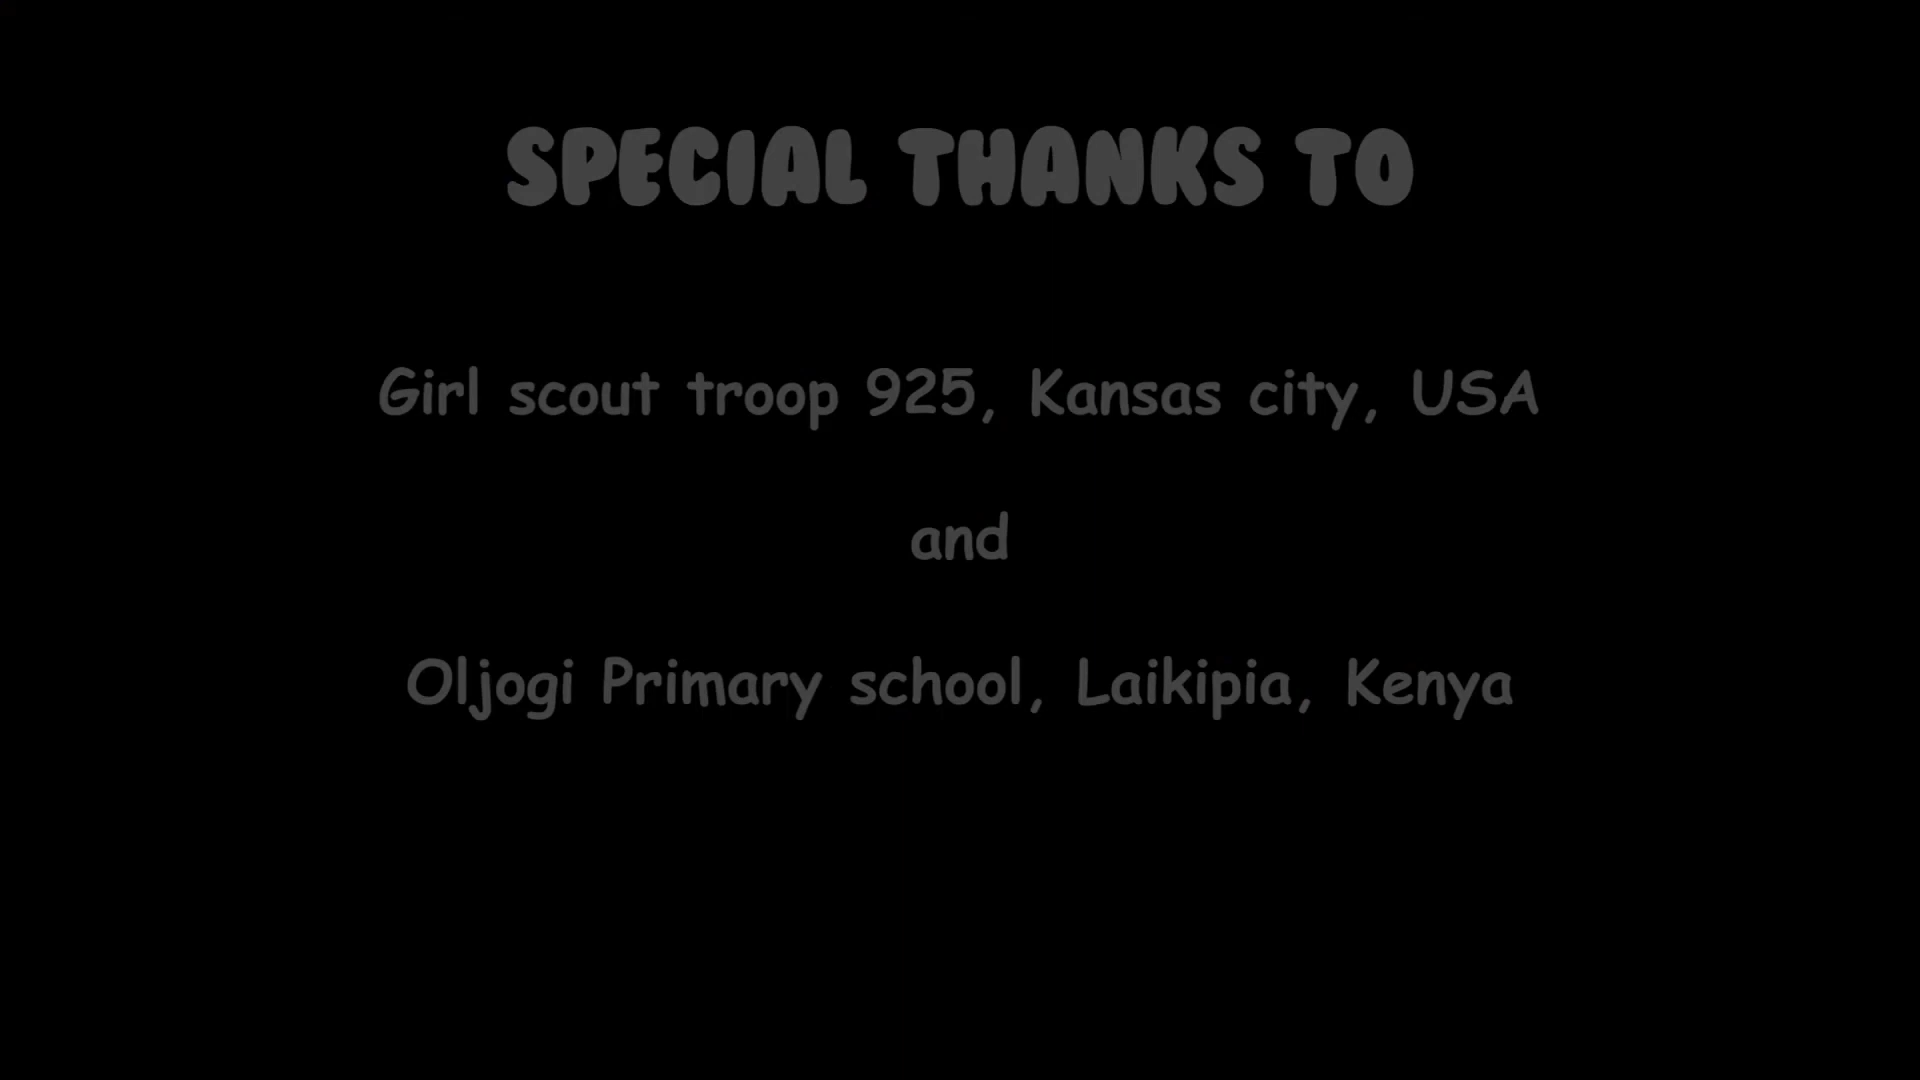 SPECIAL THANKS TO
Girl scout troop 925, Kansas city, USA
and
Oljogi Primary school, Laikipia, Kenya